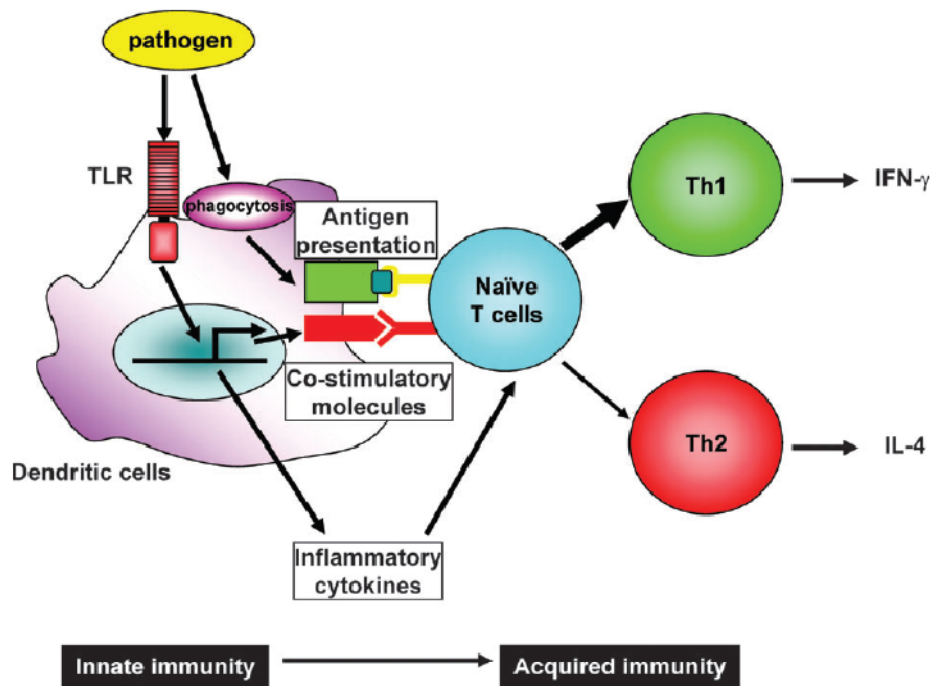 pathogen
TLR
phagocytosis
Antigen
presentation
Th1
IFN-γ
Naïve
T cells
Co-stimulatory
molecules
Th2
IL-4
Dendritic cells
Inflammatory
cytokines
Innate immunity
Acquired immunity